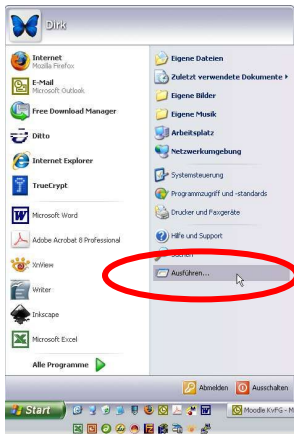 Dirk
Internet
Mozilla Firefox
E-Mail
Microsoft Outlook
Free Download Manager
Ditto
Internet Explorer
TrueCrypt
Microsoft Word
Adobe Acrobat 8 Professional
XnView
Writer
Inkscape
Microsoft Excel
Alle Programme
Eigene Dateien
Zuletzt verwendete Dokumente
Eigene Bilder
Eigene Musik
Arbeitsplatz
Netzwerkumgebung
Systemsteuerung
Programmzugriff und -standards
Drucker und Faxgeräte
Hilfe und Support
Suchen
Ausführen...
Abmelden
Ausschalten
Start
Moodle KvFG - M